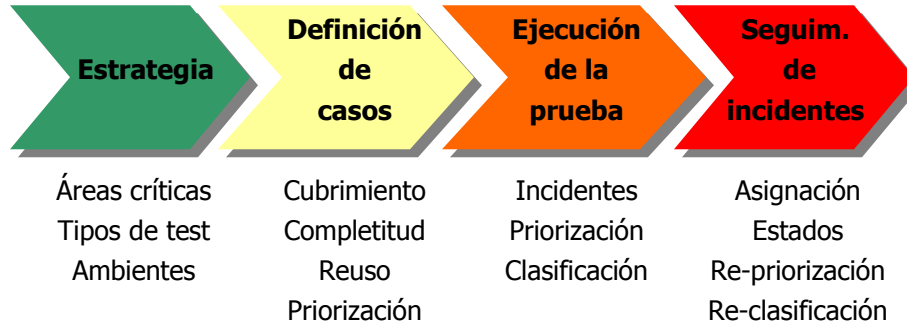 Estrategia
Definición
de
casos
Ejecución
de la
prueba
Seguim.
de
incidentes
Áreas críticas
Tipos de test
Ambientes
Cubrimiento
Completitud
Reuso
Priorización
Incidentes
Priorización
Clasificación
Asignación
Estados
Re-priorización
Re-clasificación